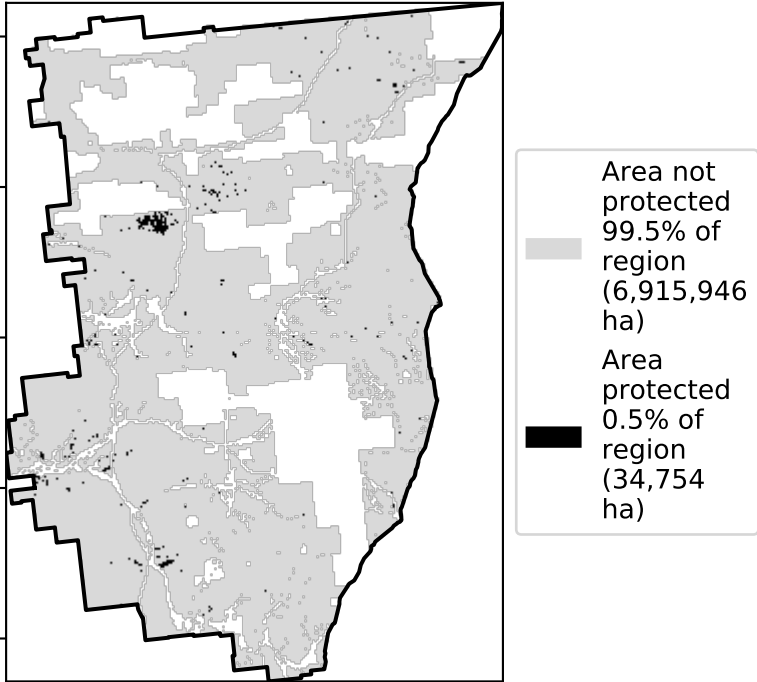 Area not
protected
99.5% of
region
(6,915,946
ha)
Area
protected
0.5% of
region
(34,754
ha)